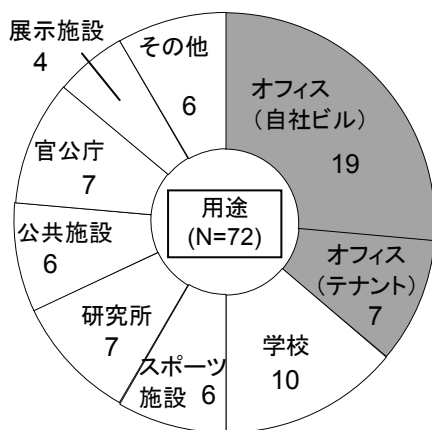 用途
(N=72)
オフィス
(自社ビル)
19
オフィス
(テナント)
7
学校
10
スポーツ
施設 6
研究所
7
公共施設
6
官公庁
7
展示施設
4
その他
6